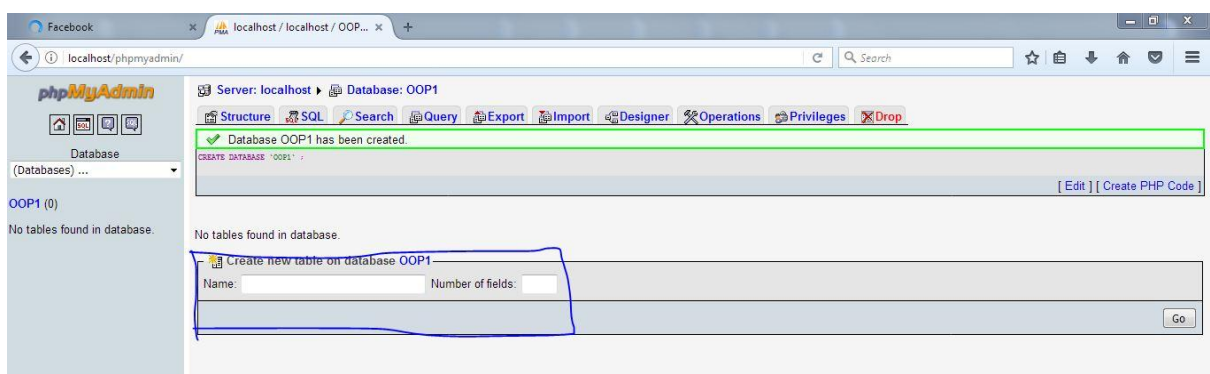 Facebook
localhost / localhost / OOP...
localhost/phpmyadmin/
Search
phpMyAdmin
Server: localhost Database: OOP1
Structure SQL Search Query Export Import Designer Operations Privileges Drop
Database OOP1 has been created.
CREATE DATABASE 'OOP1' ;
[ Edit ] [ Create PHP Code ]
Database
(Databases) ...
OOP1 (0)
No tables found in database.
No tables found in database.
Create new table on database OOP1
Name: Number of fields:
Go